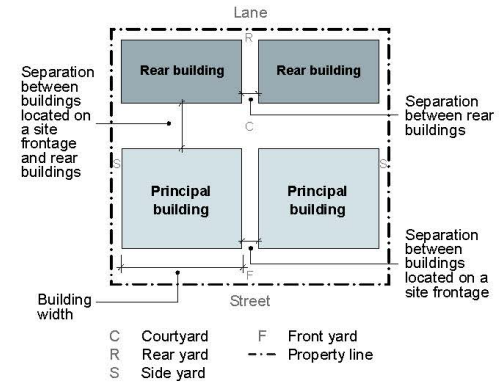 Lane
R
Rear building
Rear building
Separation
between
buildings
located on
a site
frontage
and rear
buildings
Separation
between rear
buildings
C
S
S
Principal
building
Principal
building
Separation
between
buildings
located on a
site frontage
F
Building
width
Street
C Courtyard
F Front yard
R Rear yard
Property line
S Side yard